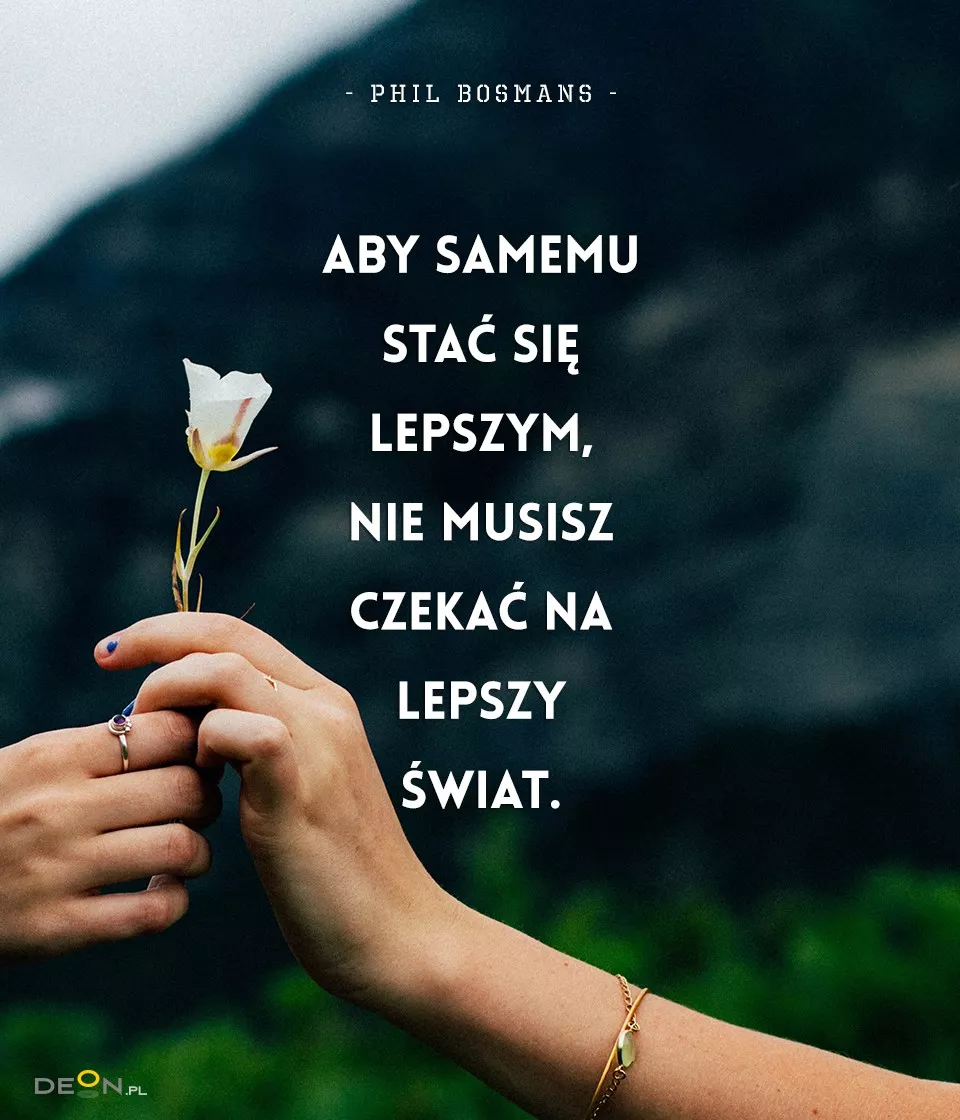 - PHIL BOSMANS -
ABY SAMEMU
STAĆ SIĘ
LEPSZYM,
NIE MUSISZ
CZEKAĆ NA
LEPSZY
ŚWIAT.
DEON.PL